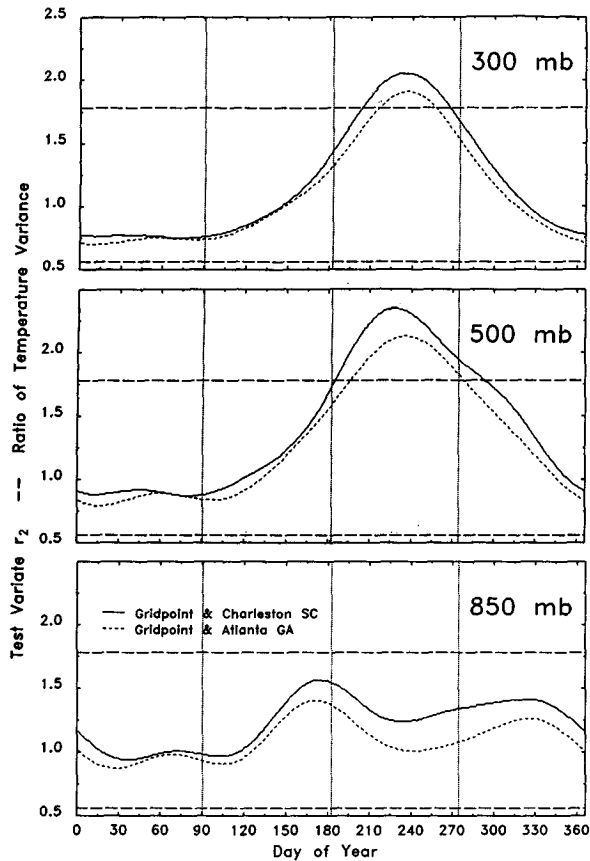 Test Variate r2 -- Ratio of Temperature Variance
2.5
2.0
1.5
1.0
0.5
300 mb
2.0
1.5
1.0
0.5
500 mb
2.0
1.5
1.0
0.5
850 mb
Gridpoint & Charleston SC
Gridpoint & Atlanta GA
0 30 60 90 120 150 180 210 240 270 300 330 360
Day of Year